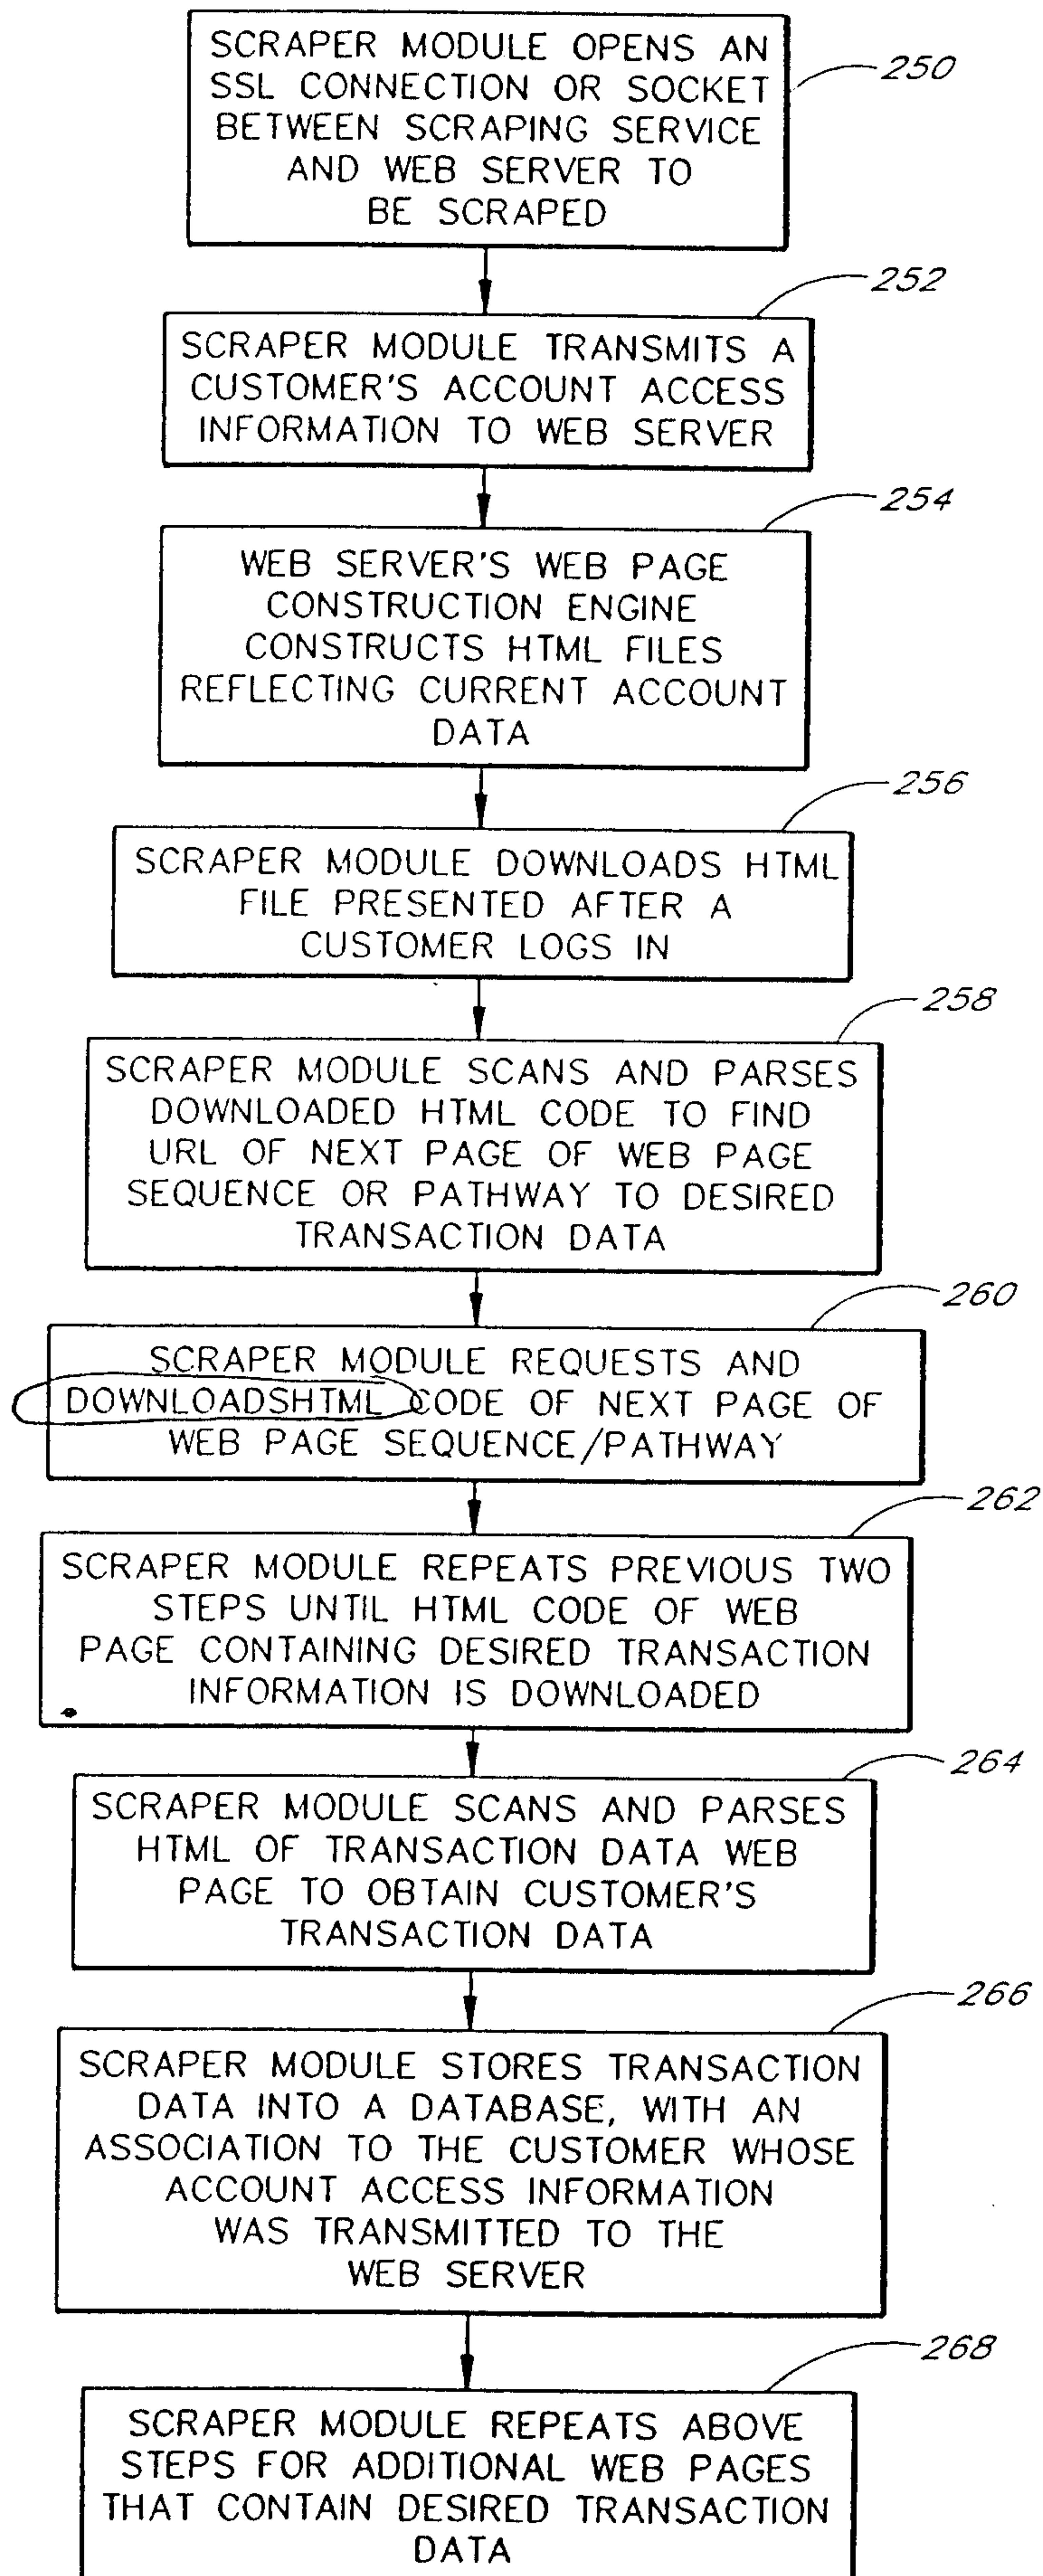 SCRAPER MODULE OPENS AN
SSL CONNECTION OR SOCKET
BETWEEN SCRAPING SERVICE
AND WEB SERVER TO
BE SCRAPED
250
252
SCRAPER MODULE TRANSMITS A
CUSTOMER'S ACCOUNT ACCESS
INFORMATION TO WEB SERVER
254
WEB SERVER'S WEB PAGE
CONSTRUCTION ENGINE
CONSTRUCTS HTML FILES
REFLECTING CURRENT ACCOUNT
DATA
256
SCRAPER MODULE DOWNLOADS HTML
FILE PRESENTED AFTER A
CUSTOMER LOGS IN
258
SCRAPER MODULE SCANS AND PARSES
DOWNLOADED HTML CODE TO FIND
URL OF NEXT PAGE OF WEB PAGE
SEQUENCE OR PATHWAY TO DESIRED
TRANSACTION DATA
260
SCRAPER MODULE REQUESTS AND
DOWNLOADSHTML CODE OF NEXT PAGE OF
WEB PAGE SEQUENCE/PATHWAY
262
SCRAPER MODULE REPEATS PREVIOUS TWO
STEPS UNTIL HTML CODE OF WEB
PAGE CONTAINING DESIRED TRANSACTION
INFORMATION IS DOWNLOADED
264
SCRAPER MODULE SCANS AND PARSES
HTML OF TRANSACTION DATA WEB
PAGE TO OBTAIN CUSTOMER'S
TRANSACTION DATA
266
SCRAPER MODULE STORES TRANSACTION
DATA INTO A DATABASE, WITH AN
ASSOCIATION TO THE CUSTOMER WHOSE
ACCOUNT ACCESS INFORMATION
WAS TRANSMITTED TO THE
WEB SERVER
268
SCRAPER MODULE REPEATS ABOVE
STEPS FOR ADDITIONAL WEB PAGES
THAT CONTAIN DESIRED TRANSACTION
DATA